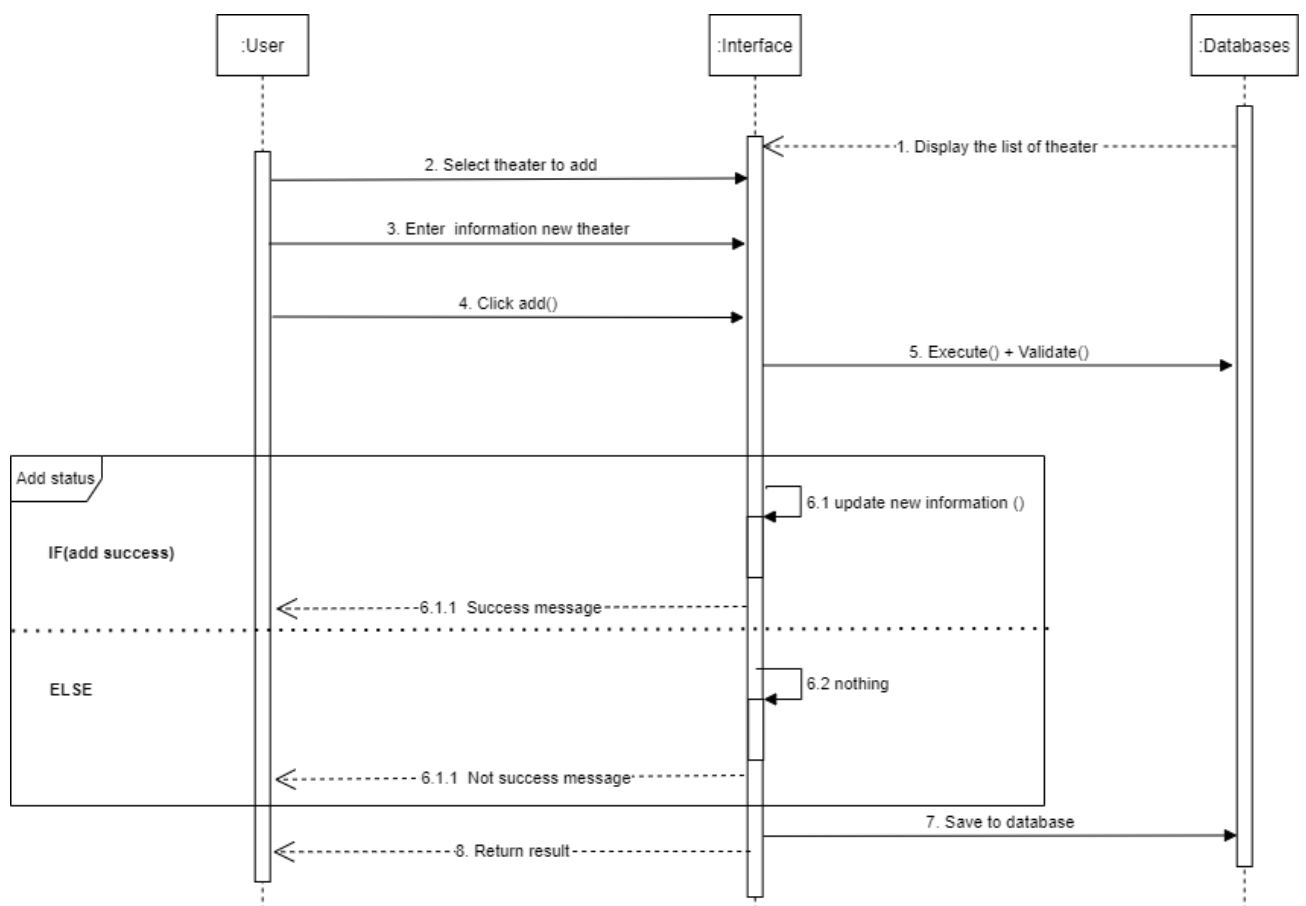 :User
:Interface
:Databases
1. Display the list of theater
2. Select theater to add
3. Enter information new theater
4. Click add()
5. Execute() + Validate()
Add status
6.1 update new information ()
IF(add success)
6.1.1 Success message
ELSE
6.2 nothing
6.1.1 Not success message
7. Save to database
8. Return result